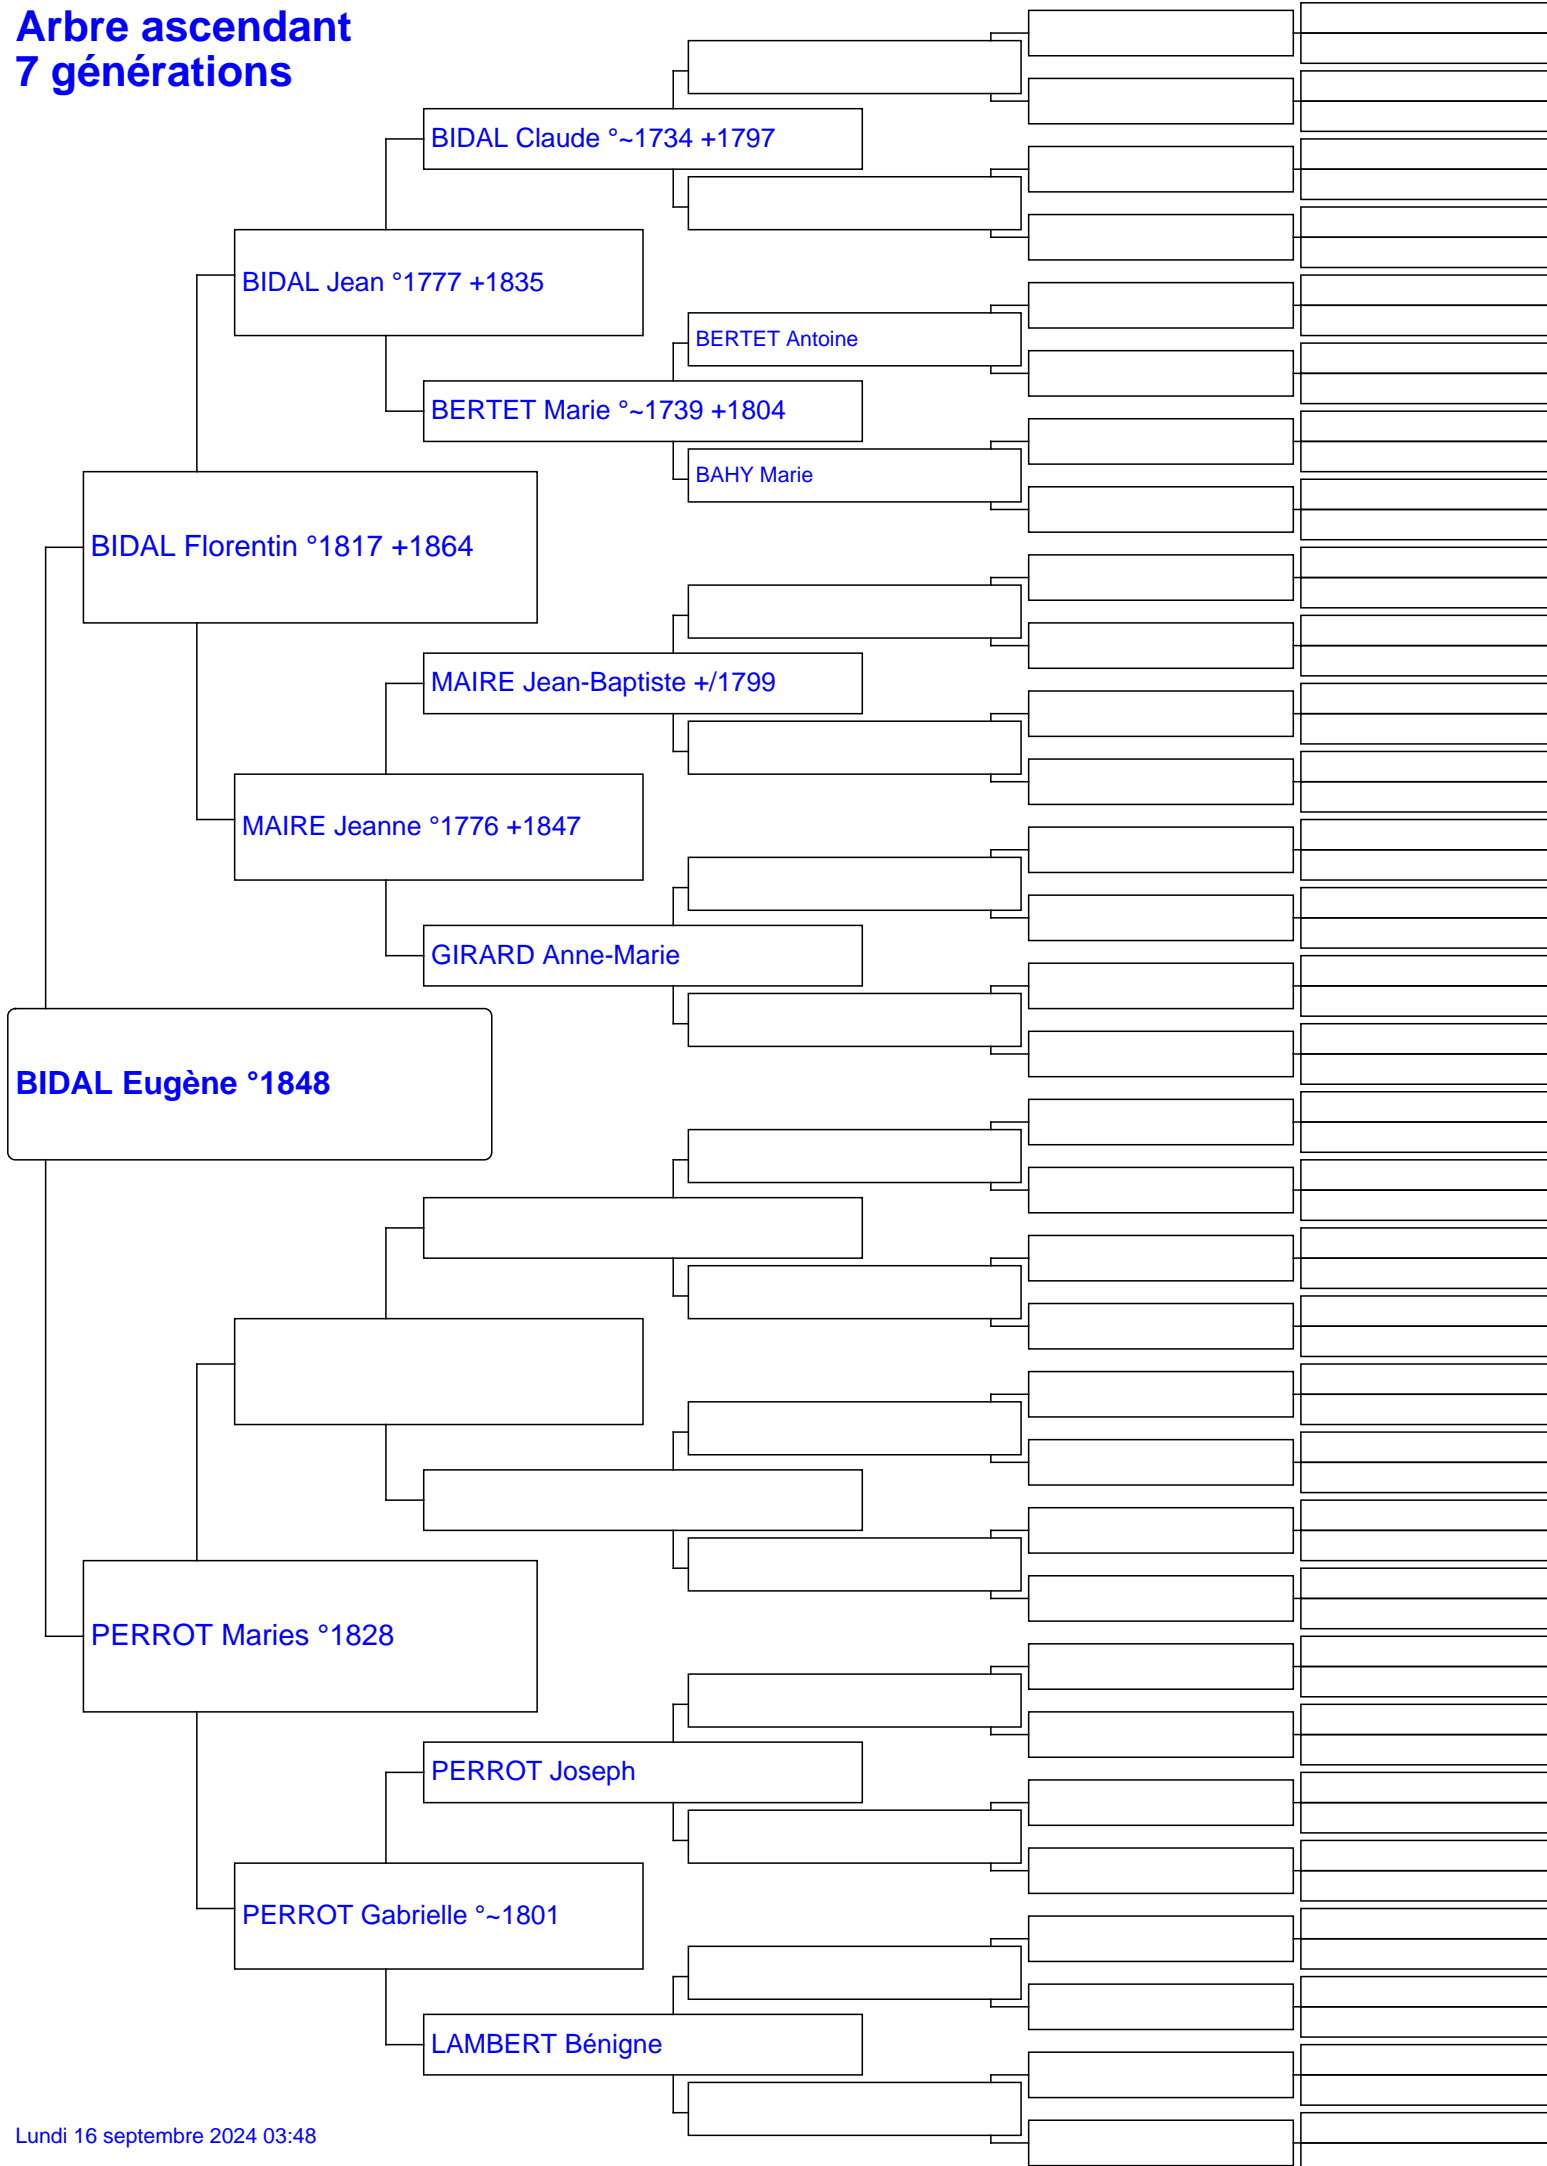 Arbre ascendant
7 générations
BIDAL Claude °~1734 +1797
BIDAL Jean °1777 +1835
BERTET Antoine
BERTET Marie °~1739 +1804
BAHY Marie
BIDAL Florentin °1817 +1864
MAIRE Jean-Baptiste +/1799
MAIRE Jeanne °1776 +1847
GIRARD Anne-Marie
BIDAL Eugène °1848
PERROT Maries °1828
PERROT Joseph
PERROT Gabrielle °~1801
LAMBERT Bénigne
Lundi 16 septembre 2024 03:48